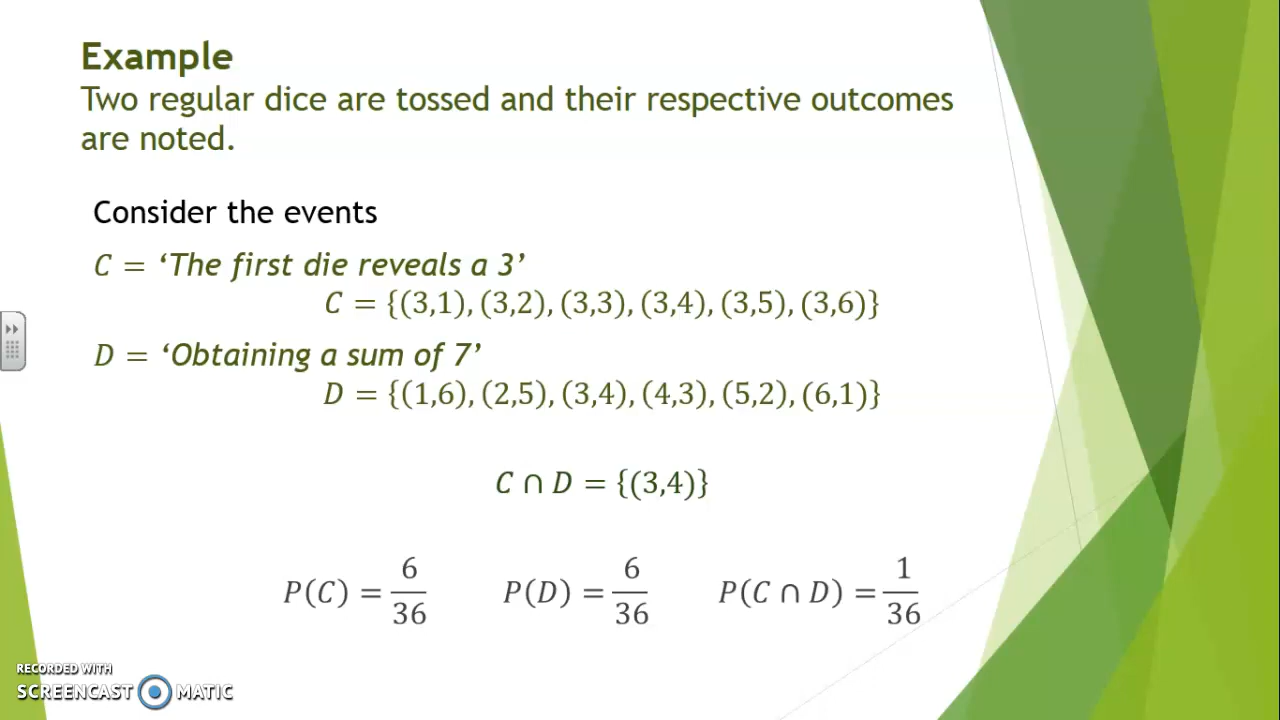 Example
Two regular dice are tossed and their respective outcomes
are noted.
Consider the events
C = ‘The first die reveals a 3’
C = {(3,1), (3,2), (3,3), (3,4), (3,5), (3,6)}
D = ‘Obtaining a sum of 7’
D = {(1,6), (2,5), (3,4), (4,3), (5,2), (6,1)}
C ∩ D = {(3,4)}
P(C) = 6/36 P(D) = 6/36 P(C ∩ D) = 1/36
RECORDED WITH
SCREENCAST MATIC